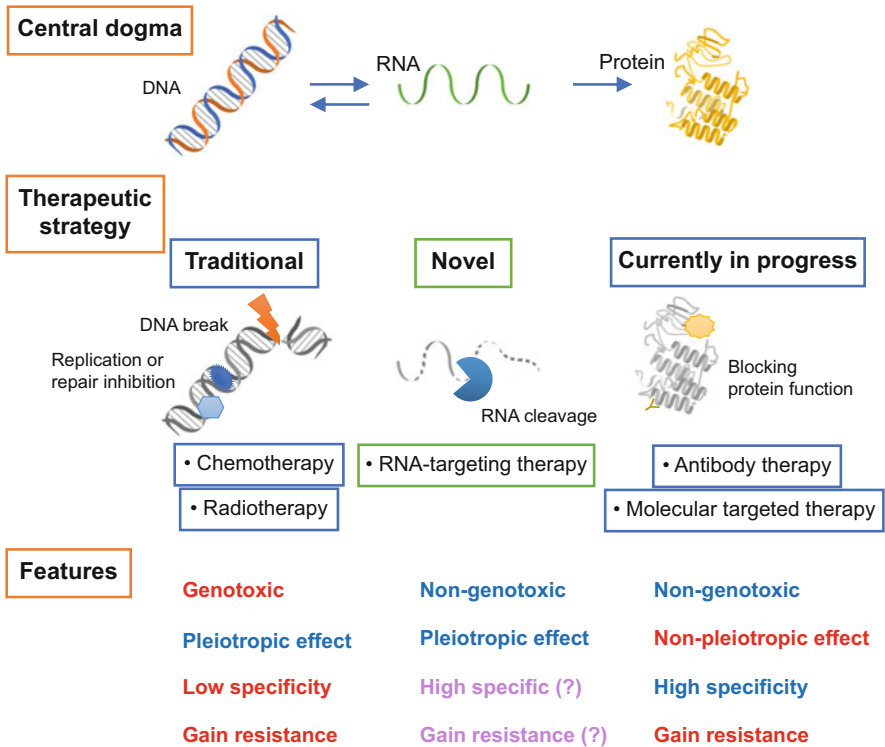 Central dogma
DNA
RNA
Protein
Therapeutic
strategy
Traditional
Novel
Currently in progress
DNA break
Replication or
repair inhibition
RNA cleavage
Blocking
protein function
• Chemotherapy
• Radiotherapy
• RNA-targeting therapy
• Antibody therapy
• Molecular targeted therapy
Features
Genotoxic
Non-genotoxic
Non-genotoxic
Pleiotropic effect
Pleiotropic effect
Non-pleiotropic effect
Low specificity
High specific (?)
High specificity
Gain resistance
Gain resistance (?)
Gain resistance